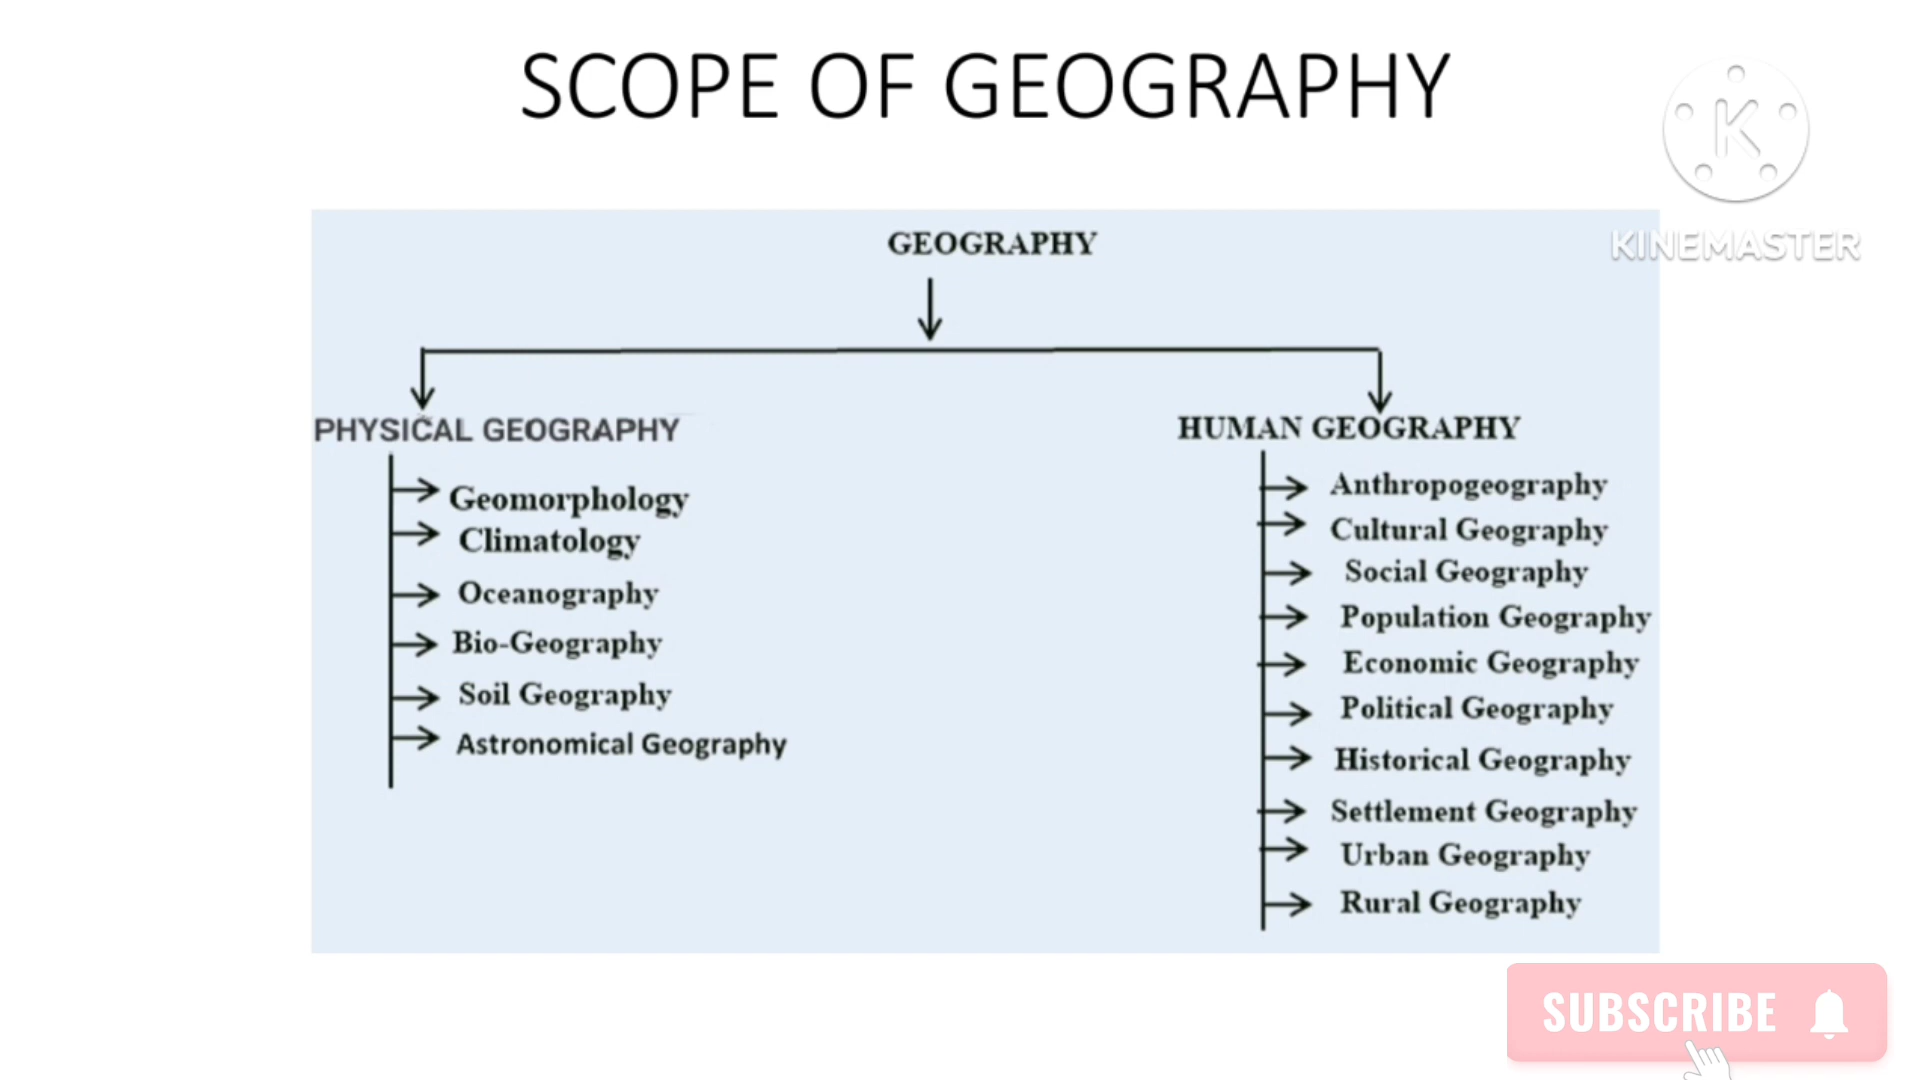 SCOPE OF GEOGRAPHY
K
KINEMASTER
GEOGRAPHY
PHYSICAL GEOGRAPHY
Geomorphology
Climatology
Oceanography
Bio-Geography
Soil Geography
Astronomical Geography
HUMAN GEOGRAPHY
Anthropogeography
Cultural Geography
Social Geography
Population Geography
Economic Geography
Political Geography
Historical Geography
Settlement Geography
Urban Geography
Rural Geography
SUBSCRIBE